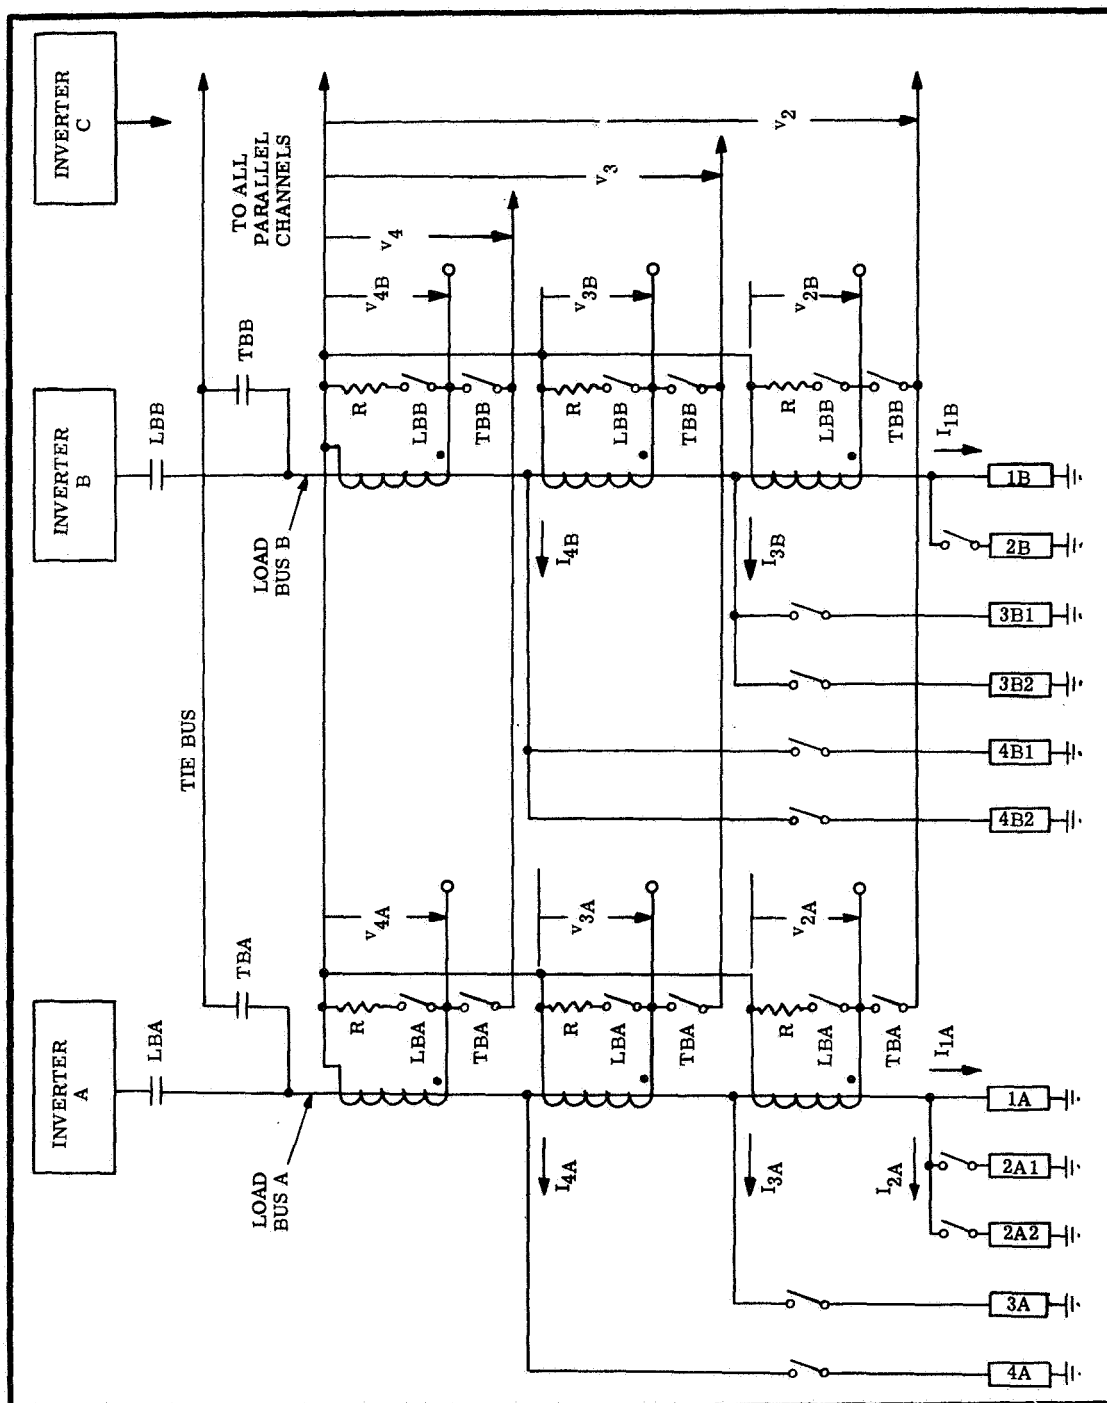 INVERTER
A
INVERTER
B
INVERTER
C
LBA
LBB
TBA
TBB
TIE BUS
TO ALL
PARALLEL
CHANNELS
LOAD
BUS A
LOAD
BUS B
R
LBA
TBA
v4A
R
LBB
TBB
v4B
v4
I4A
I4B
R
LBA
TBA
v3A
R
LBB
TBB
v3B
v3
I3A
I3B
R
LBA
TBA
v2A
R
LBB
TBB
v2B
v2
I2A
I1A
I1B
4A
3A
2A2
2A1
1A
4B2
4B1
3B2
3B1
2B
1B